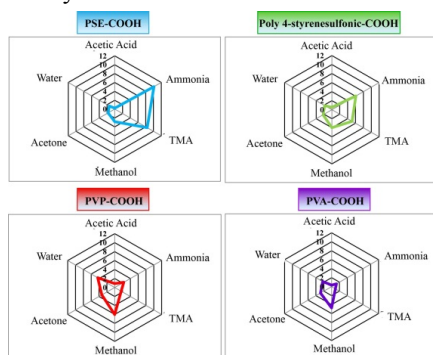 PSE-COOH
Acetic Acid
12
10
8
6
4
2
0
Water
Ammonia
Acetone
TMA
Methanol
Poly 4-styrenesulfonic-COOH
Acetic Acid
12
10
8
6
4
2
0
Water
Ammonia
Acetone
TMA
Methanol
PVP-COOH
Acetic Acid
12
10
8
6
4
2
0
Water
Ammonia
Acetone
TMA
Methanol
PVA-COOH
Acetic Acid
12
10
8
6
4
2
0
Water
Ammonia
Acetone
TMA
Methanol